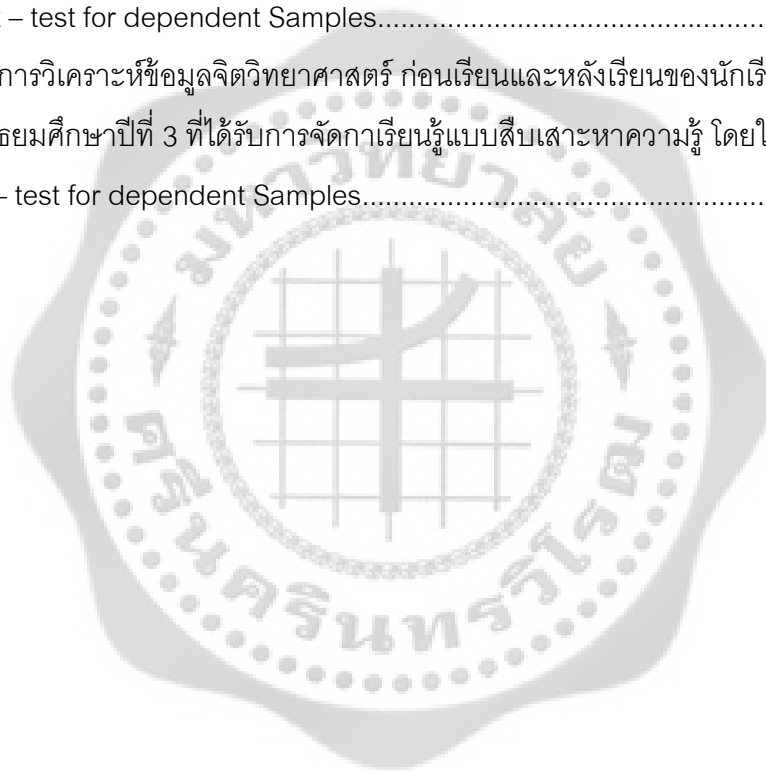 t – test for dependent Samples
การวิเคราะห์ข้อมูลจิตวิทยาศาสตร์ ก่อนเรียนและหลังเรียนของนักเรี
ธยมศึกษาปีที่ 3 ที่ได้รับการจัดกาเรียนรู้แบบสืบเสาะหาความรู้ โดยใ
– test for dependent Samples
มหาวิทยาลัย
ศรีนครินทรวิโรฒ